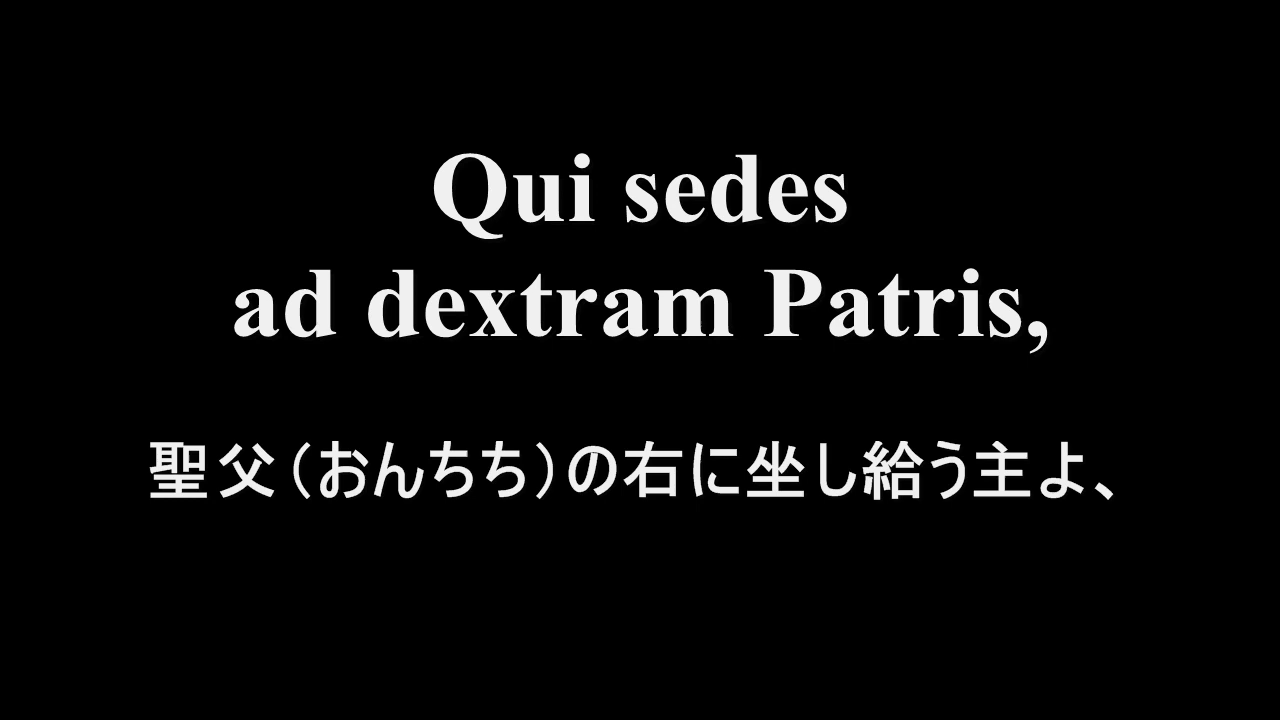 Qui sedes
ad dextram Patris,
聖父(おんちち)の右に坐し給う主よ、